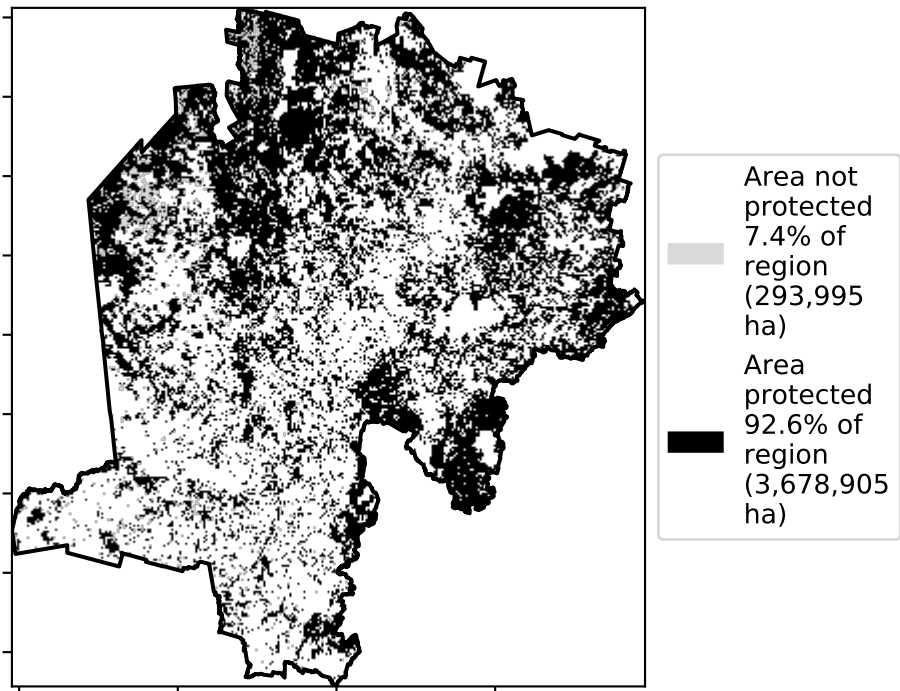 Area not
protected
7.4% of
region
(293,995
ha)
Area
protected
92.6% of
region
(3,678,905
ha)